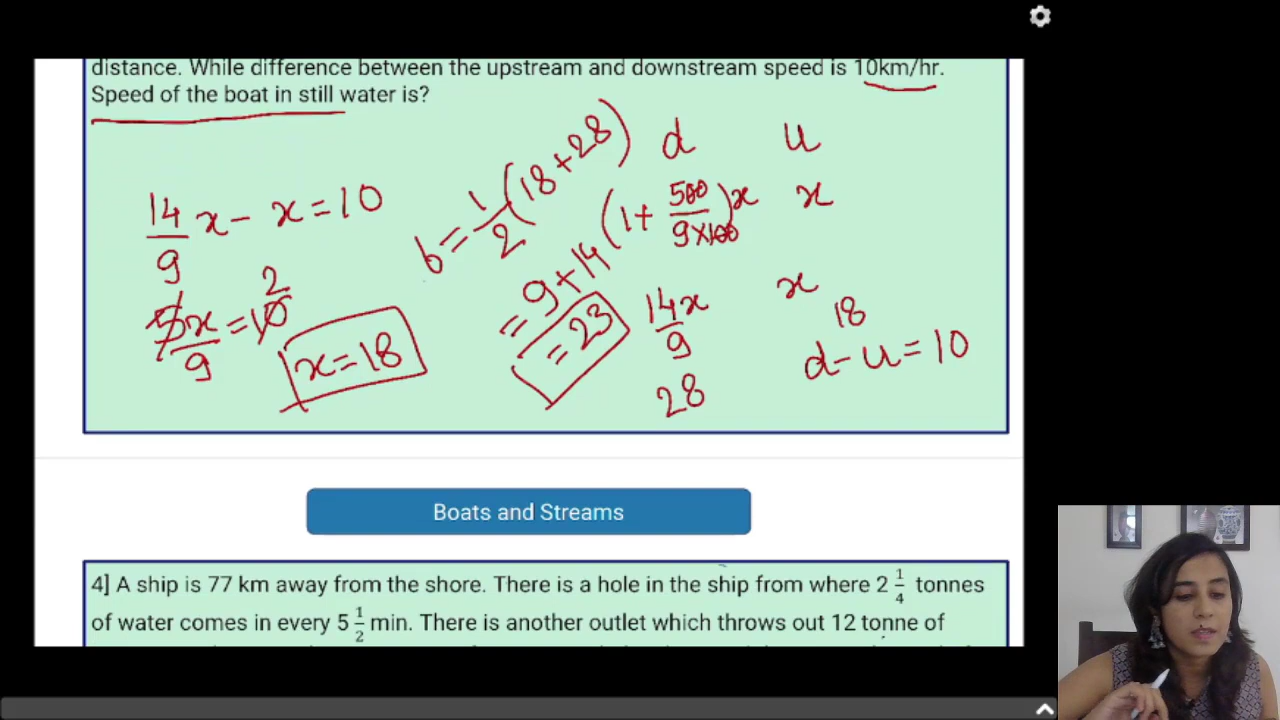 distance. While difference between the upstream and downstream speed is 10km/hr.
Speed of the boat in still water is?
14/9 x - x = 10
5x/9 = 10 2
x = 18
b = 1/2 (18+28)
= 9+14
= 23
d u
(1 + 500/9×100)x x
14x/9 x
28 18
d - u = 10
Boats and Streams
4] A ship is 77 km away from the shore. There is a hole in the ship from where 2 1/4 tonnes
of water comes in every 5 1/2 min. There is another outlet which throws out 12 tonne of